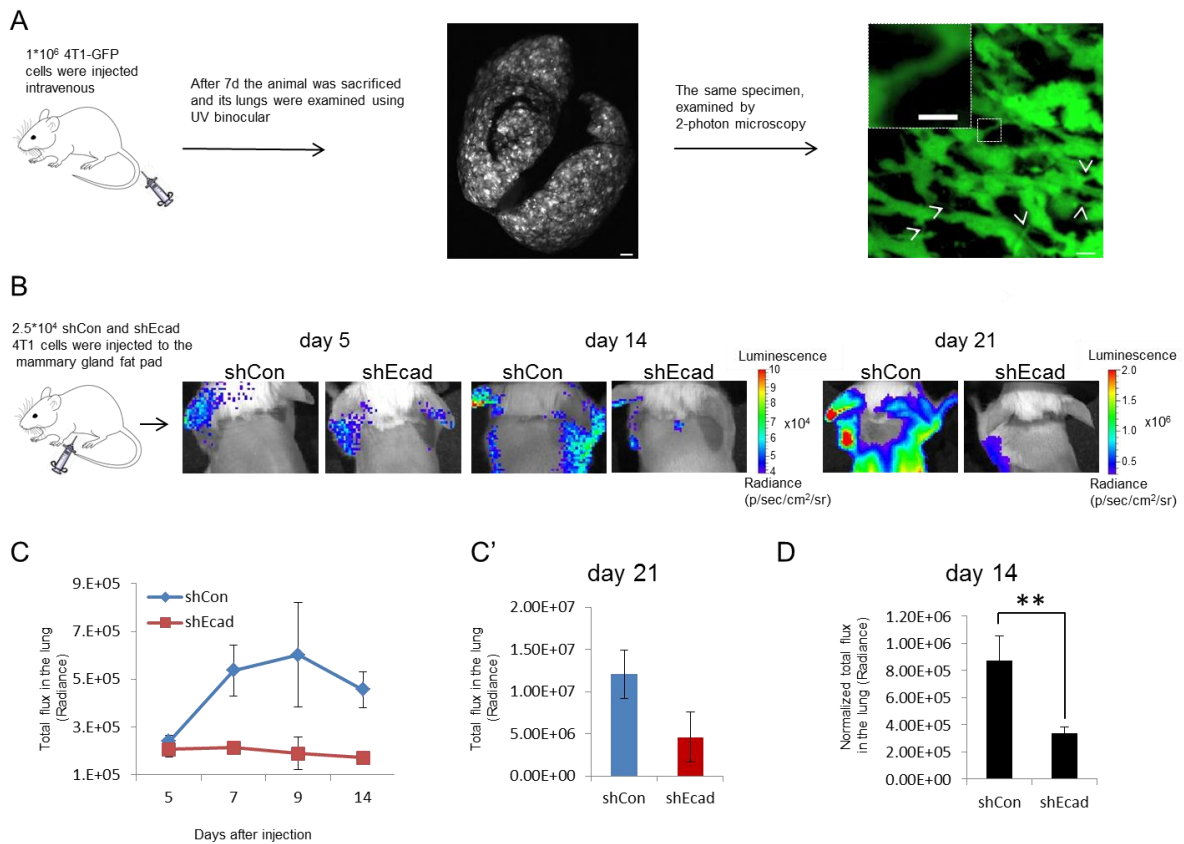 A
1*10⁶ 4T1-GFP
cells were injected
intravenous
After 7d the animal was sacrificed
and its lungs were examined using
UV binocular
The same specimen,
examined by
2-photon microscopy
B
2.5*10⁴ shCon and shEcad
4T1 cells were injected to the
mammary gland fat pad
day 5
shCon
shEcad
day 14
shCon
shEcad
Luminescence
10
9
8
7
6
5
4
x10⁴
Radiance
(p/sec/cm²/sr)
day 21
shCon
shEcad
Luminescence
2.0
1.5
1.0
0.5
x10⁶
Radiance
(p/sec/cm²/sr)
C
Total flux in the lung
(Radiance)
9.E+05
7.E+05
5.E+05
3.E+05
1.E+05
shCon
shEcad
5
7
9
14
Days after injection
C’
day 21
Total flux in the lung
(Radiance)
2.00E+07
1.50E+07
1.00E+07
5.00E+06
0.00E+00
shCon
shEcad
D
day 14
**
Normalized total flux
in the lung (Radiance)
1.20E+06
1.00E+06
8.00E+05
6.00E+05
4.00E+05
2.00E+05
0.00E+00
shCon
shEcad